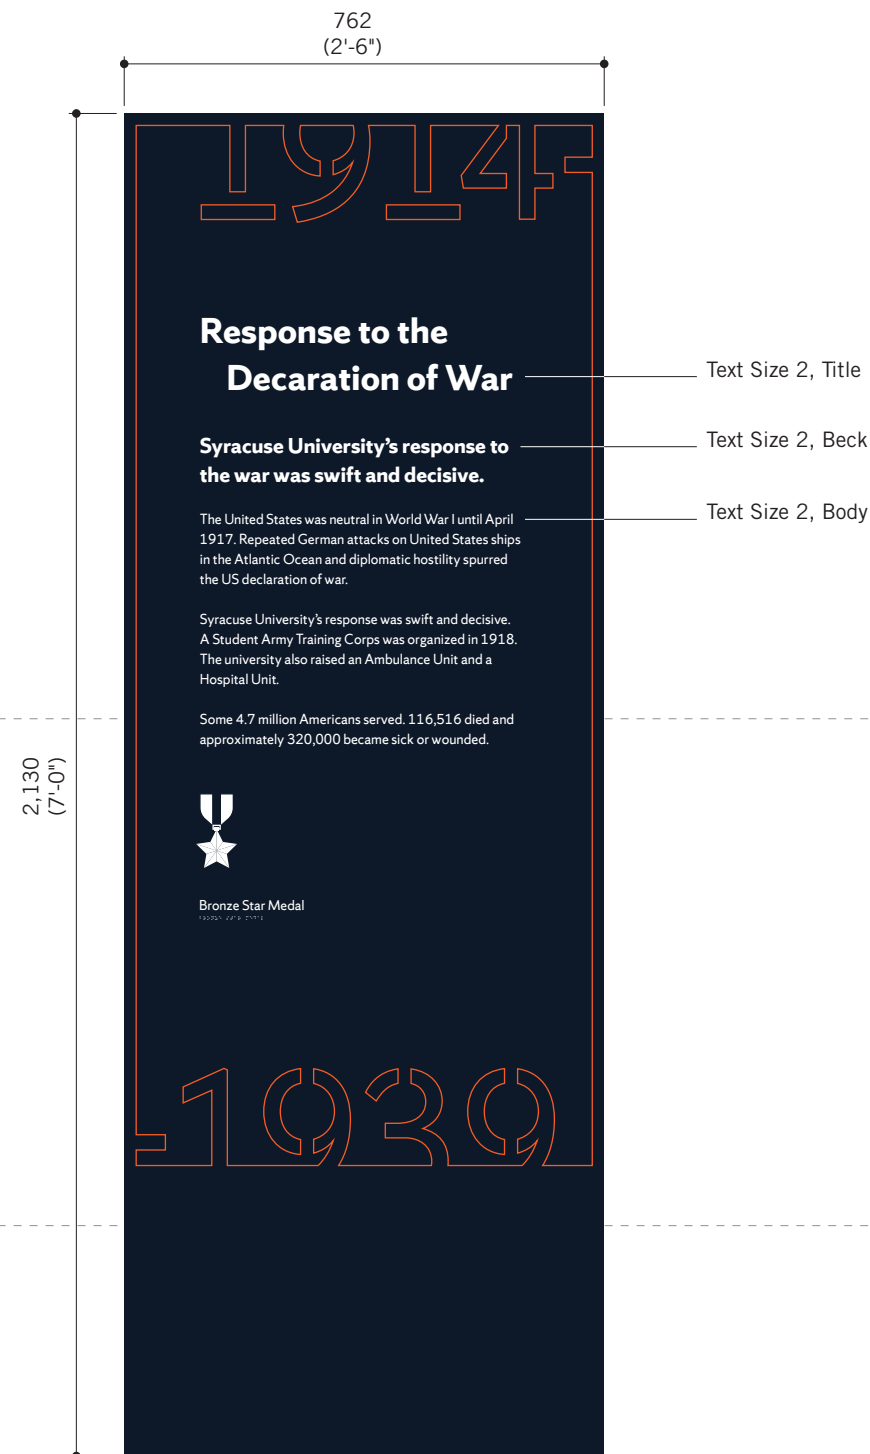 762
(2'-6")
1914-
Response to the
Decaration of War
Text Size 2, Title
Syracuse University's response to
the war was swift and decisive.
Text Size 2, Beck
The United States was neutral in World War I until April
1917. Repeated German attacks on United States ships
in the Atlantic Ocean and diplomatic hostility spurred
the US declaration of war.
Text Size 2, Body
Syracuse University's response was swift and decisive.
A Student Army Training Corps was organized in 1918.
The university also raised an Ambulance Unit and a
Hospital Unit.
Some 4.7 million Americans served. 116,516 died and
approximately 320,000 became sick or wounded.
2,130
(7'-0")
Bronze Star Medal
-1939